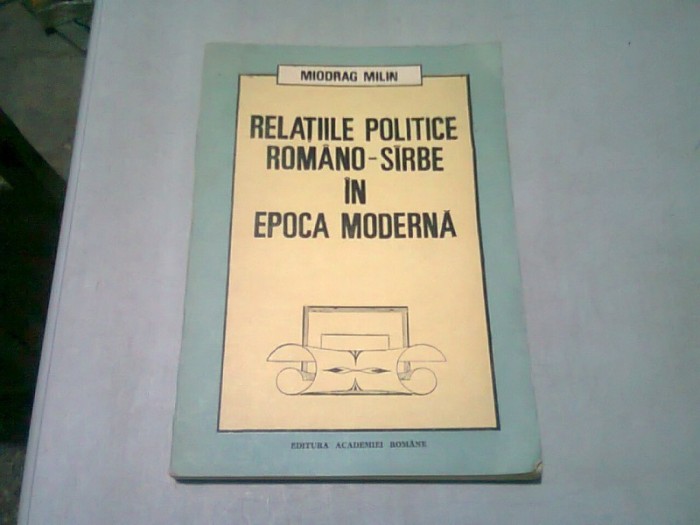 MIODRAG MILIN
RELAȚIILE POLITICE
ROMÂNO-SÎRBE
ÎN
EPOCA MODERNĂ
EDITURA ACADEMIEI ROMÂNE